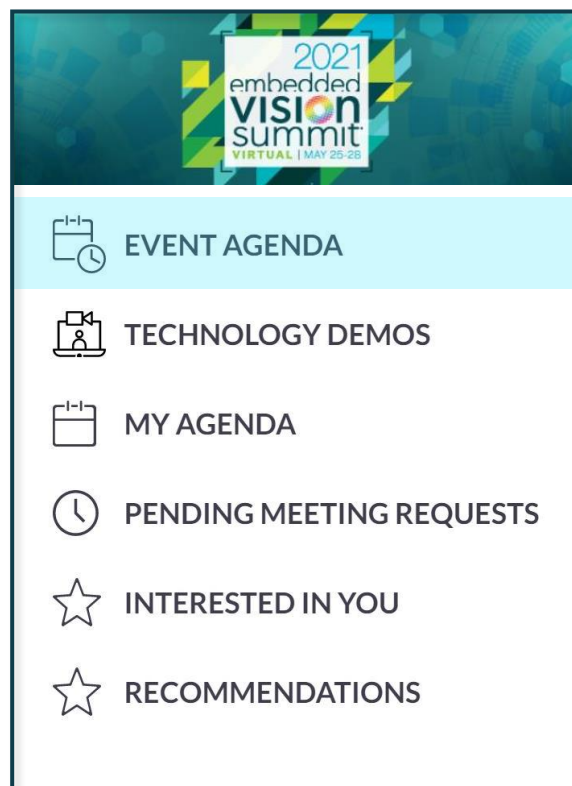 2021
embedded
VISION
summit
VIRTUAL | MAY 25-28
EVENT AGENDA
TECHNOLOGY DEMOS
MY AGENDA
PENDING MEETING REQUESTS
INTERESTED IN YOU
RECOMMENDATIONS